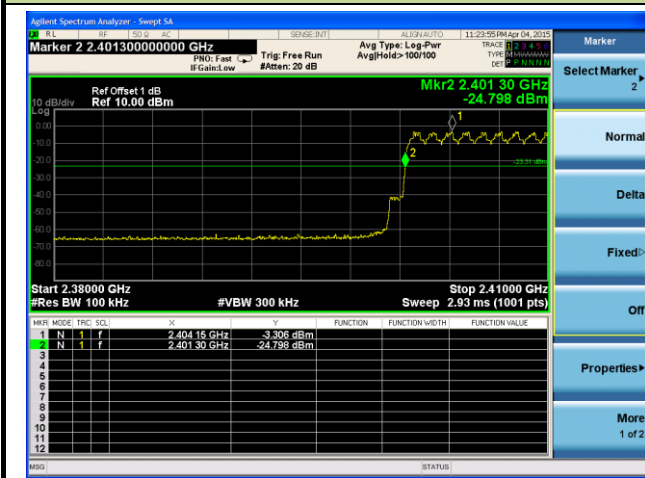 Agilent Spectrum Analyzer - Swept SA
RL RF 50 Ω AC SENSE:INT ALIGN AUTO 11:23:55 PM Apr 04, 2015
Marker 2 2.401300000000 GHz
PNO: Fast
IFGain:Low
Trig: Free Run
#Atten: 20 dB
Avg Type: Log-Pwr
Avg|Hold:> 100/100
TRACE 1 2 3 4 5 6
TYPE MWWWWW
DET P P N N N N
Ref Offset 1 dB
10 dB/div Ref 10.00 dBm
Log
Mkr2 2.401 30 GHz
-24.798 dBm
0.00
-10.0
-20.0
-30.0
-40.0
-50.0
-60.0
-70.0
-80.0
1
2
Start 2.38000 GHz Stop 2.41000 GHz
#Res BW 100 kHz #VBW 300 kHz Sweep 2.93 ms (1001 pts)
MKR MODE TRC SCL X Y FUNCTION FUNCTION WIDTH FUNCTION VALUE
1 N 1 f 2.404 15 GHz -3.306 dBm
2 N 1 f 2.401 30 GHz -24.798 dBm
3
4
5
6
7
8
9
10
11
12
MSG STATUS
Marker
Select Marker
2
Normal
Delta
Fixed
Off
Properties
More
1 of 2